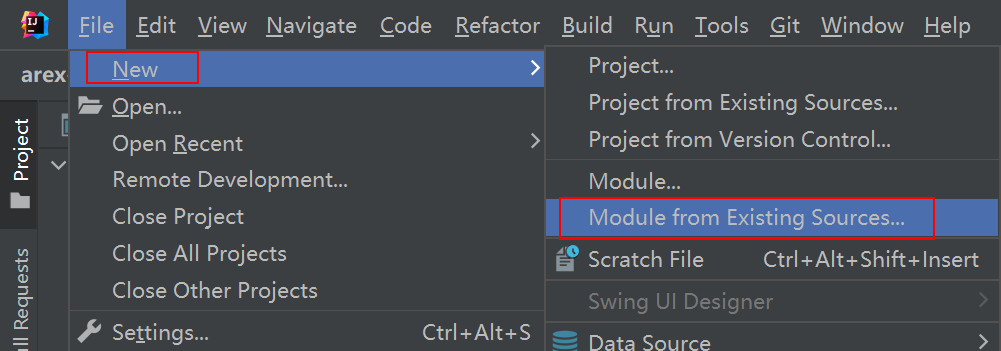 IJ
File Edit View Navigate Code Refactor Build Run Tools Git Window Help
arex-
Project
ull Requests
New
Open...
Open Recent
Remote Development...
Close Project
Close All Projects
Close Other Projects
Settings... Ctrl+Alt+S
Project...
Project from Existing Sources...
Project from Version Control...
Module...
Module from Existing Sources...
Scratch File Ctrl+Alt+Shift+Insert
Swing UI Designer
Data Source